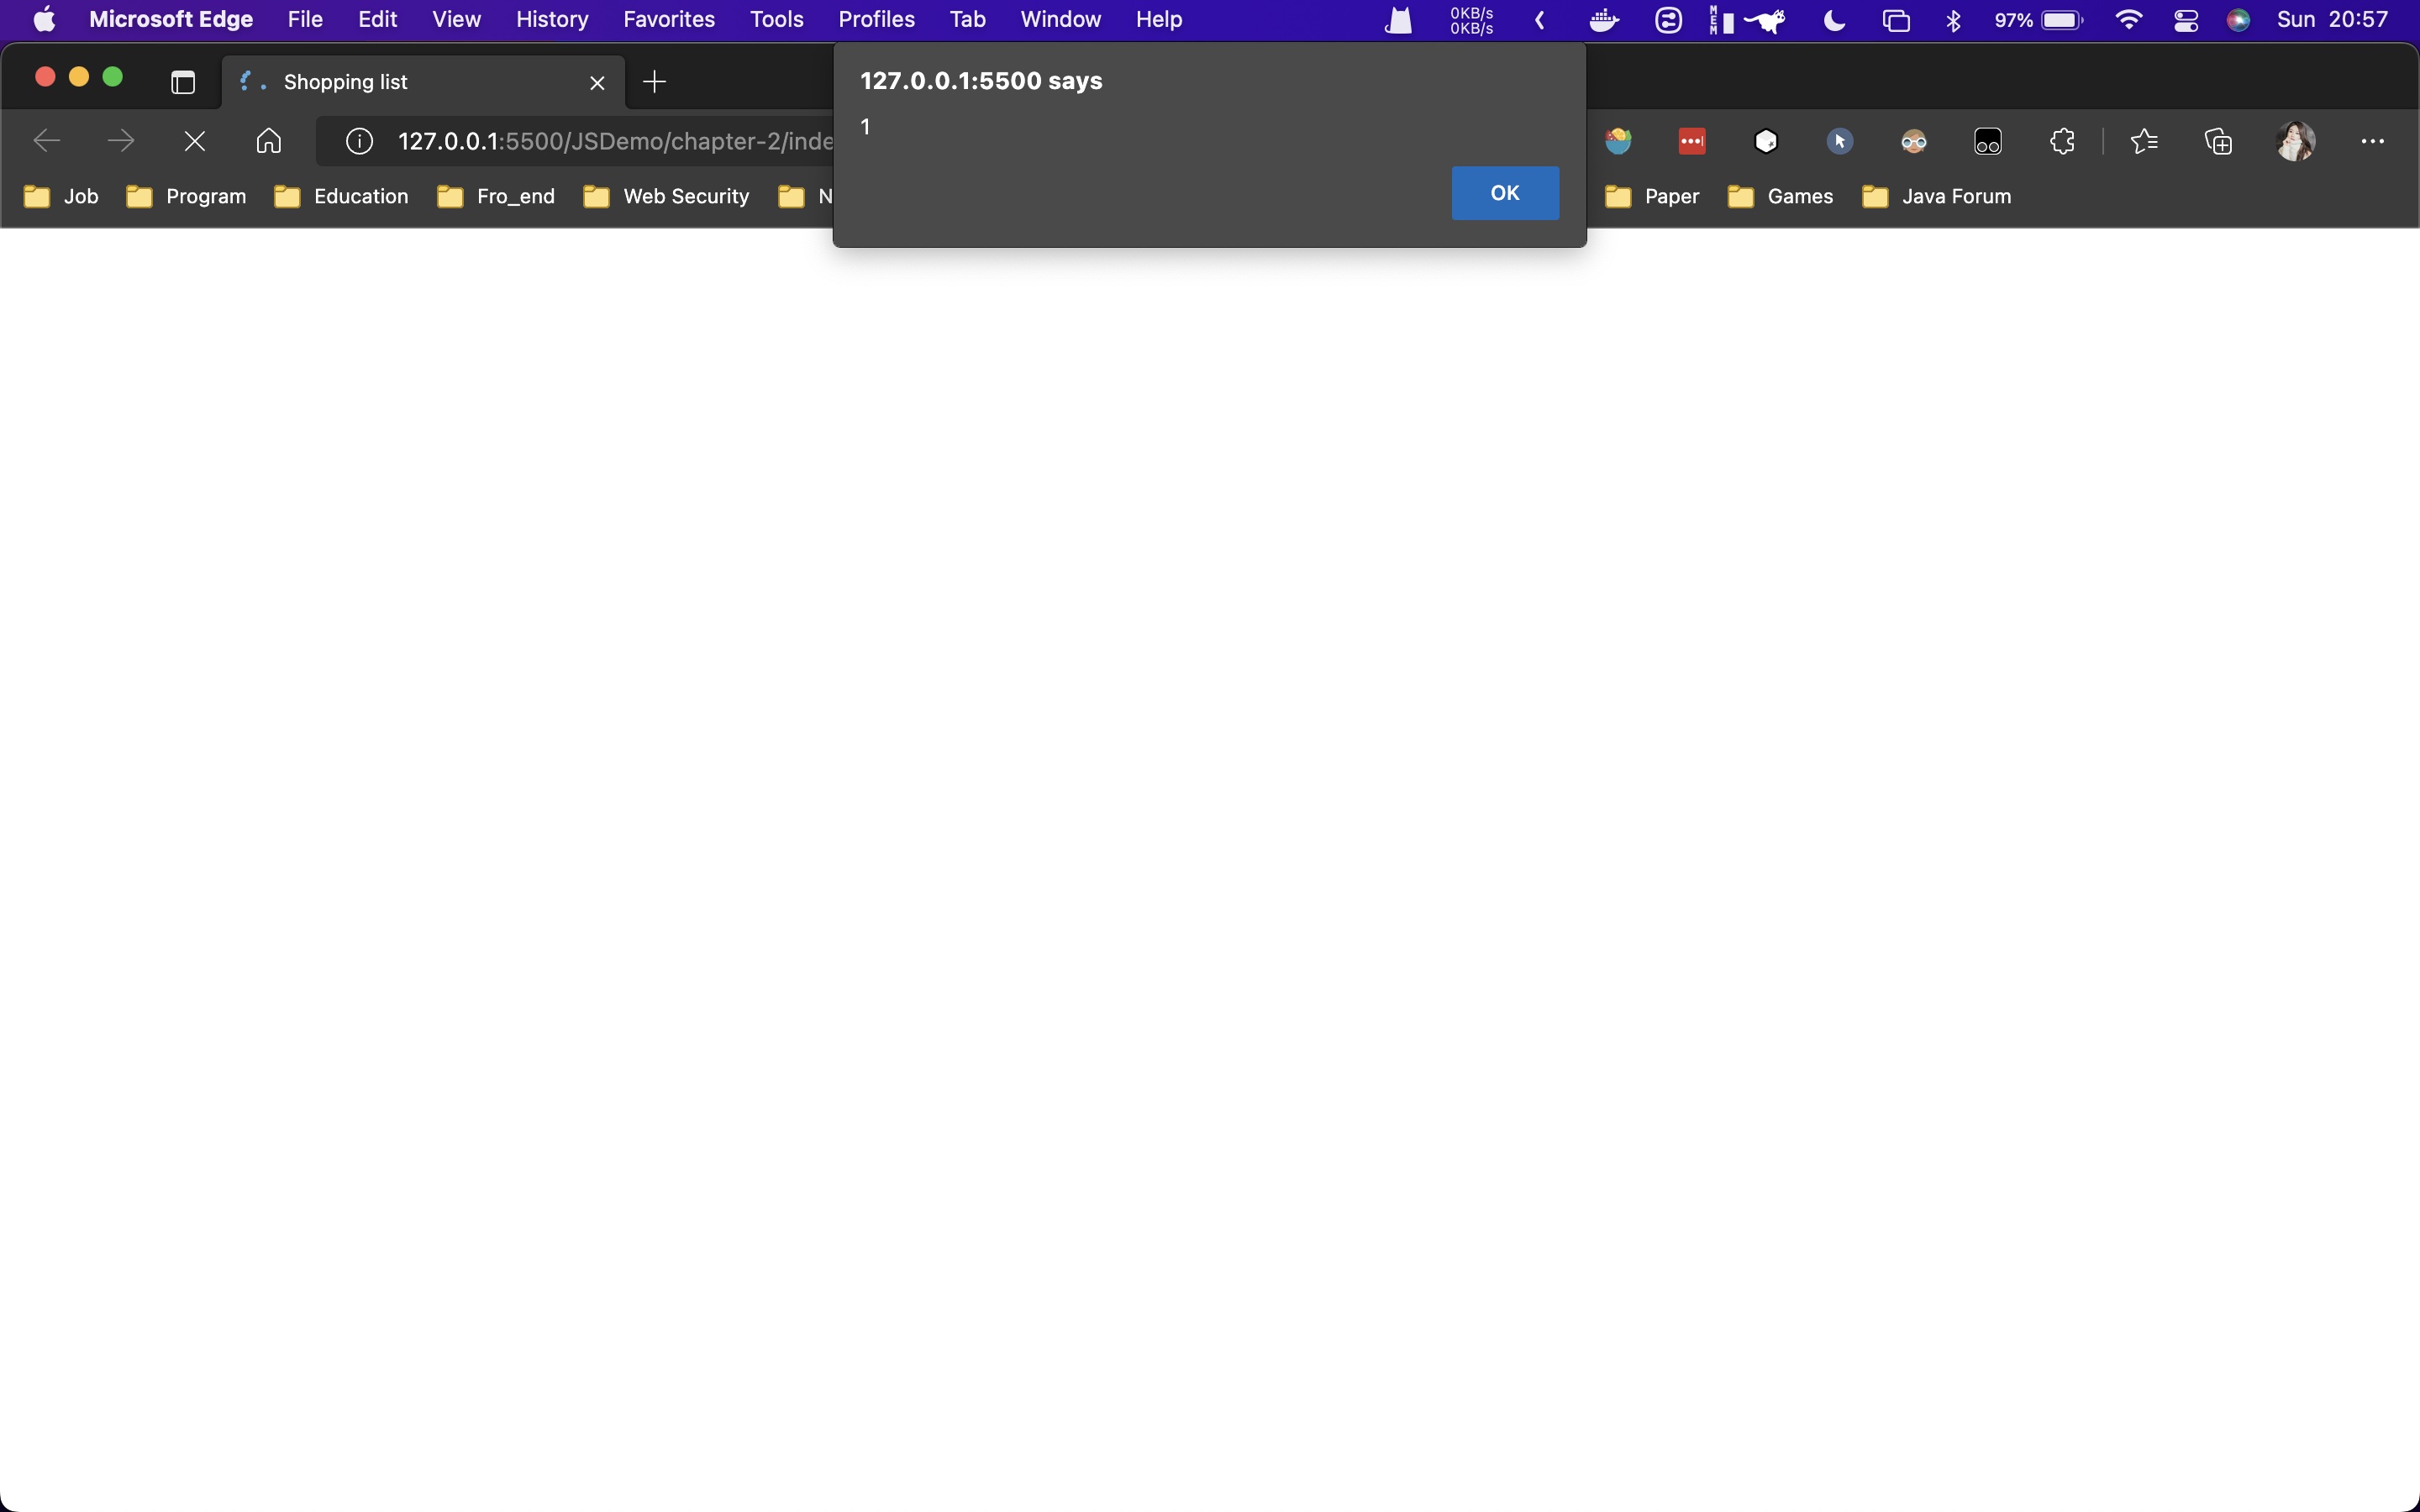 Microsoft Edge File Edit View History Favorites Tools Profiles Tab Window Help 0KB/s 0KB/s MEM 97% Sun 20:57
Shopping list
127.0.0.1:5500 says
1
127.0.0.1:5500/JSDemo/chapter-2/inde
OK
Job Program Education Fro_end Web Security N Paper Games Java Forum